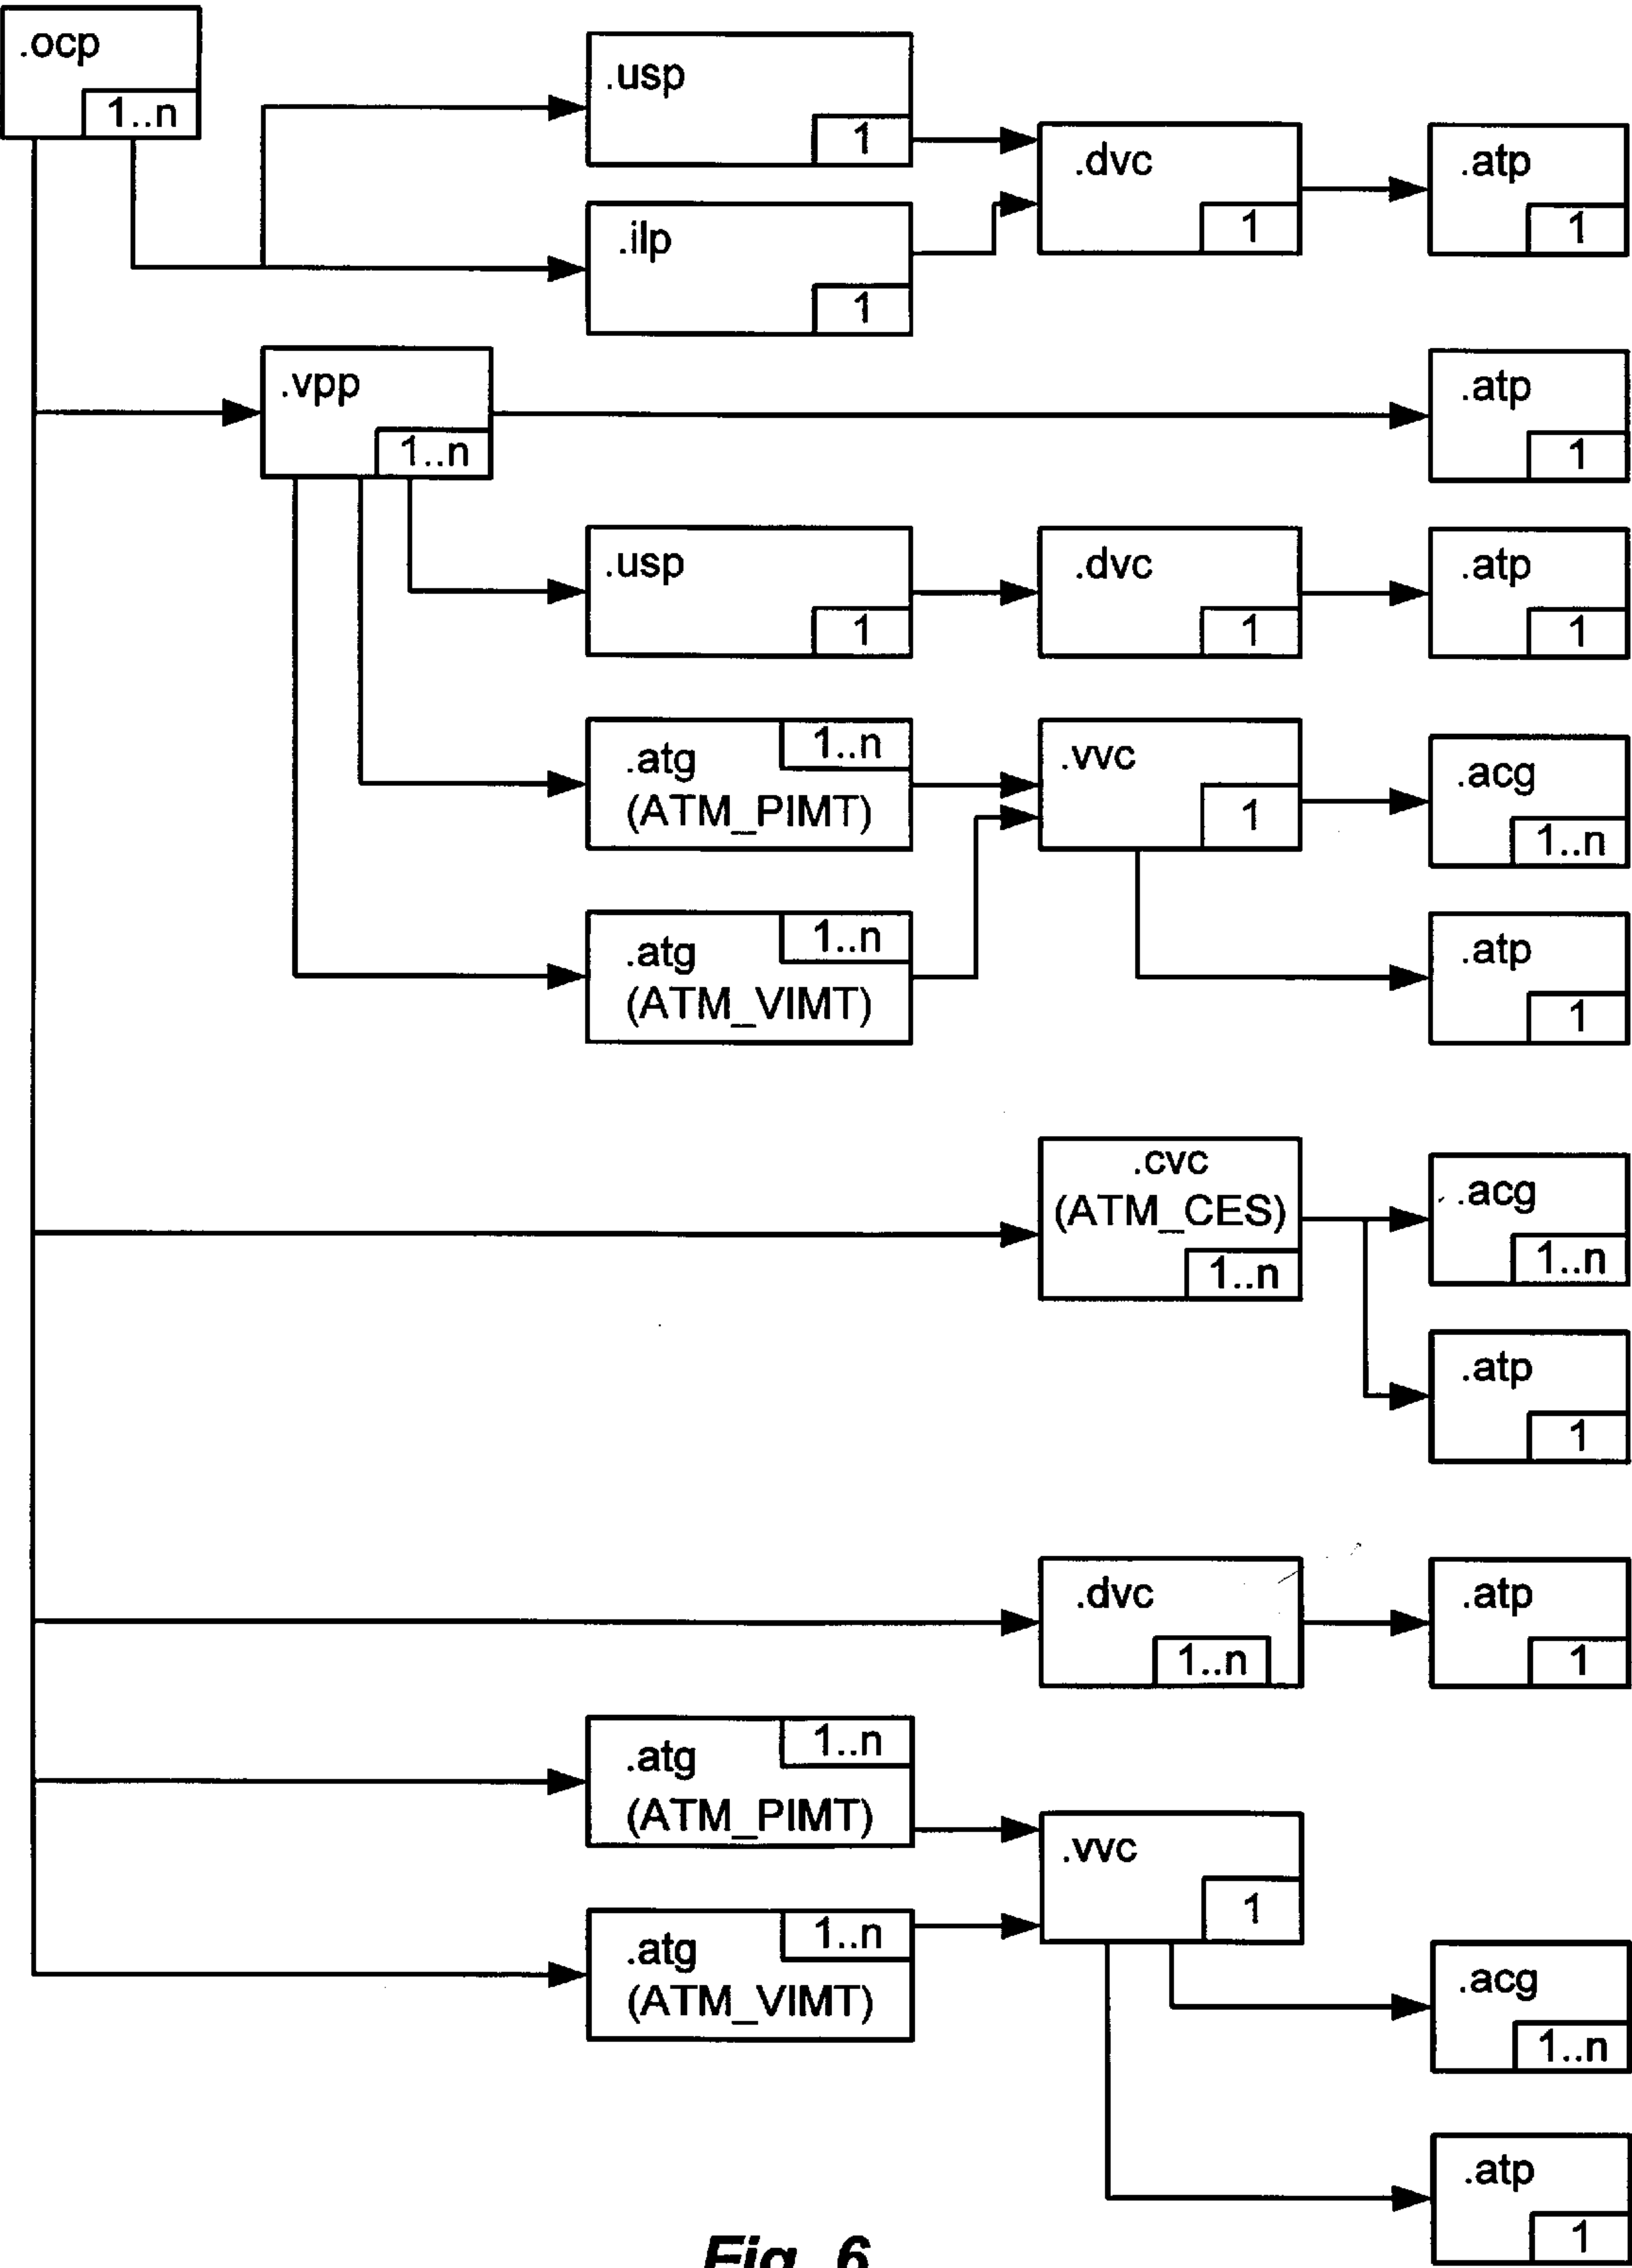 .ocp
1..n
.usp
1
.dvc
1
.atp
1
.ilp
1
.vpp
1..n
.atp
1
.usp
1
.dvc
1
.atp
1
.atg
1..n
(ATM_PIMT)
.vvc
1
.acg
1..n
.atg
1..n
(ATM_VIMT)
.atp
1
.cvc
(ATM_CES)
1..n
.acg
1..n
.atp
1
.dvc
1..n
.atp
1
.atg
1..n
(ATM_PIMT)
.vvc
1
.atg
1..n
(ATM_VIMT)
.acg
1..n
.atp
1
Fig. 6